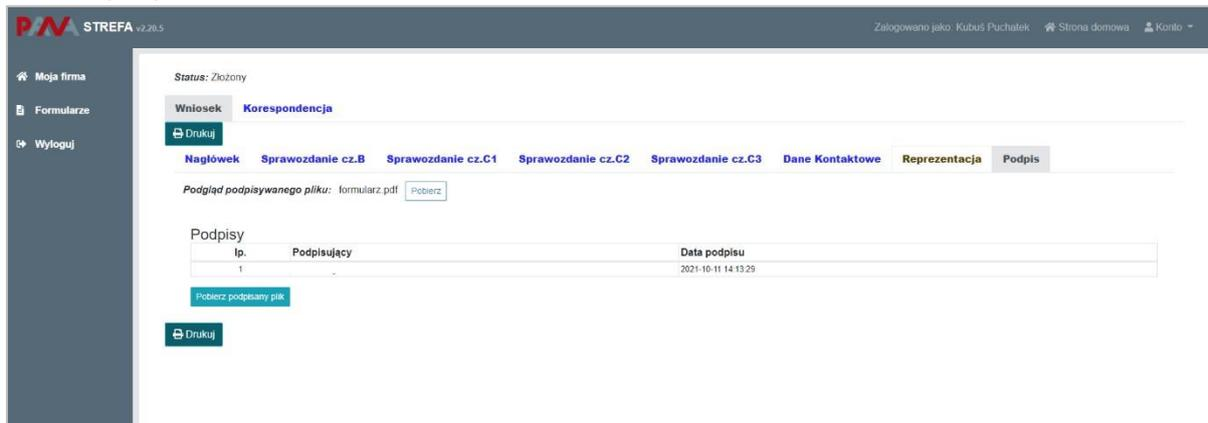 PANA STREFA v2.20.5
Zalogowano jako: Kubuś Puchatek Strona domowa Konto
Moja firma
Formularze
Wyloguj
Status: Złożony
Wniosek Korespondencja
Drukuj
Nagłówek Sprawozdanie cz.B Sprawozdanie cz.C1 Sprawozdanie cz.C2 Sprawozdanie cz.C3 Dane Kontaktowe Reprezentacja Podpis
Podgląd podpisywanego pliku: formularz.pdf Pobierz
Podpisy
lp. Podpisujący Data podpisu
1 2021-10-11 14:13:29
Pobierz podpisany plik
Drukuj